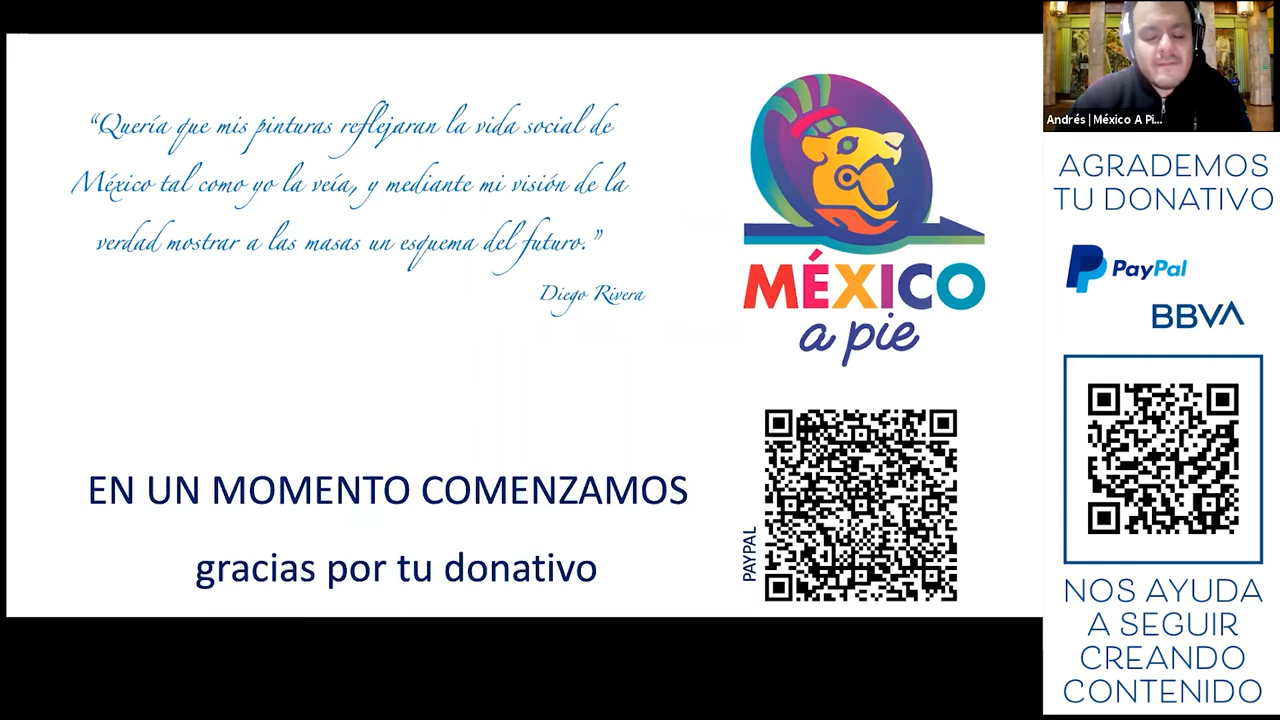 “Quería que mis pinturas reflejaran la vida social de
México tal como yo la veía, y mediante mi visión de la
verdad mostrar a las masas un esquema del futuro.”
Diego Rivera
MÉXICO
a pie
EN UN MOMENTO COMENZAMOS
gracias por tu donativo
PAYPAL
Andrés | México A Pi...
AGRADEMOS
TU DONATIVO
PayPal
BBVA
NOS AYUDA
A SEGUIR
CREANDO
CONTENIDO